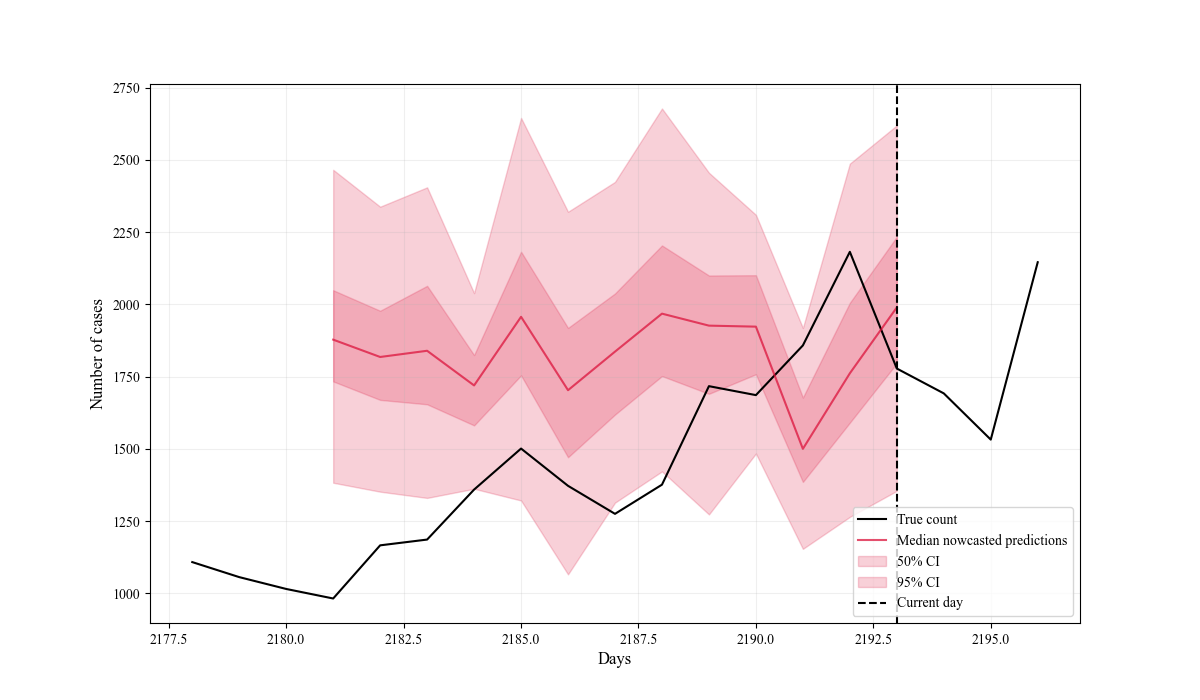 2750
2500
2250
2000
1750
1500
1250
1000
Number of cases
2177.5
2180.0
2182.5
2185.0
2187.5
2190.0
2192.5
2195.0
Days
True count
Median nowcasted predictions
50% CI
95% CI
Current day